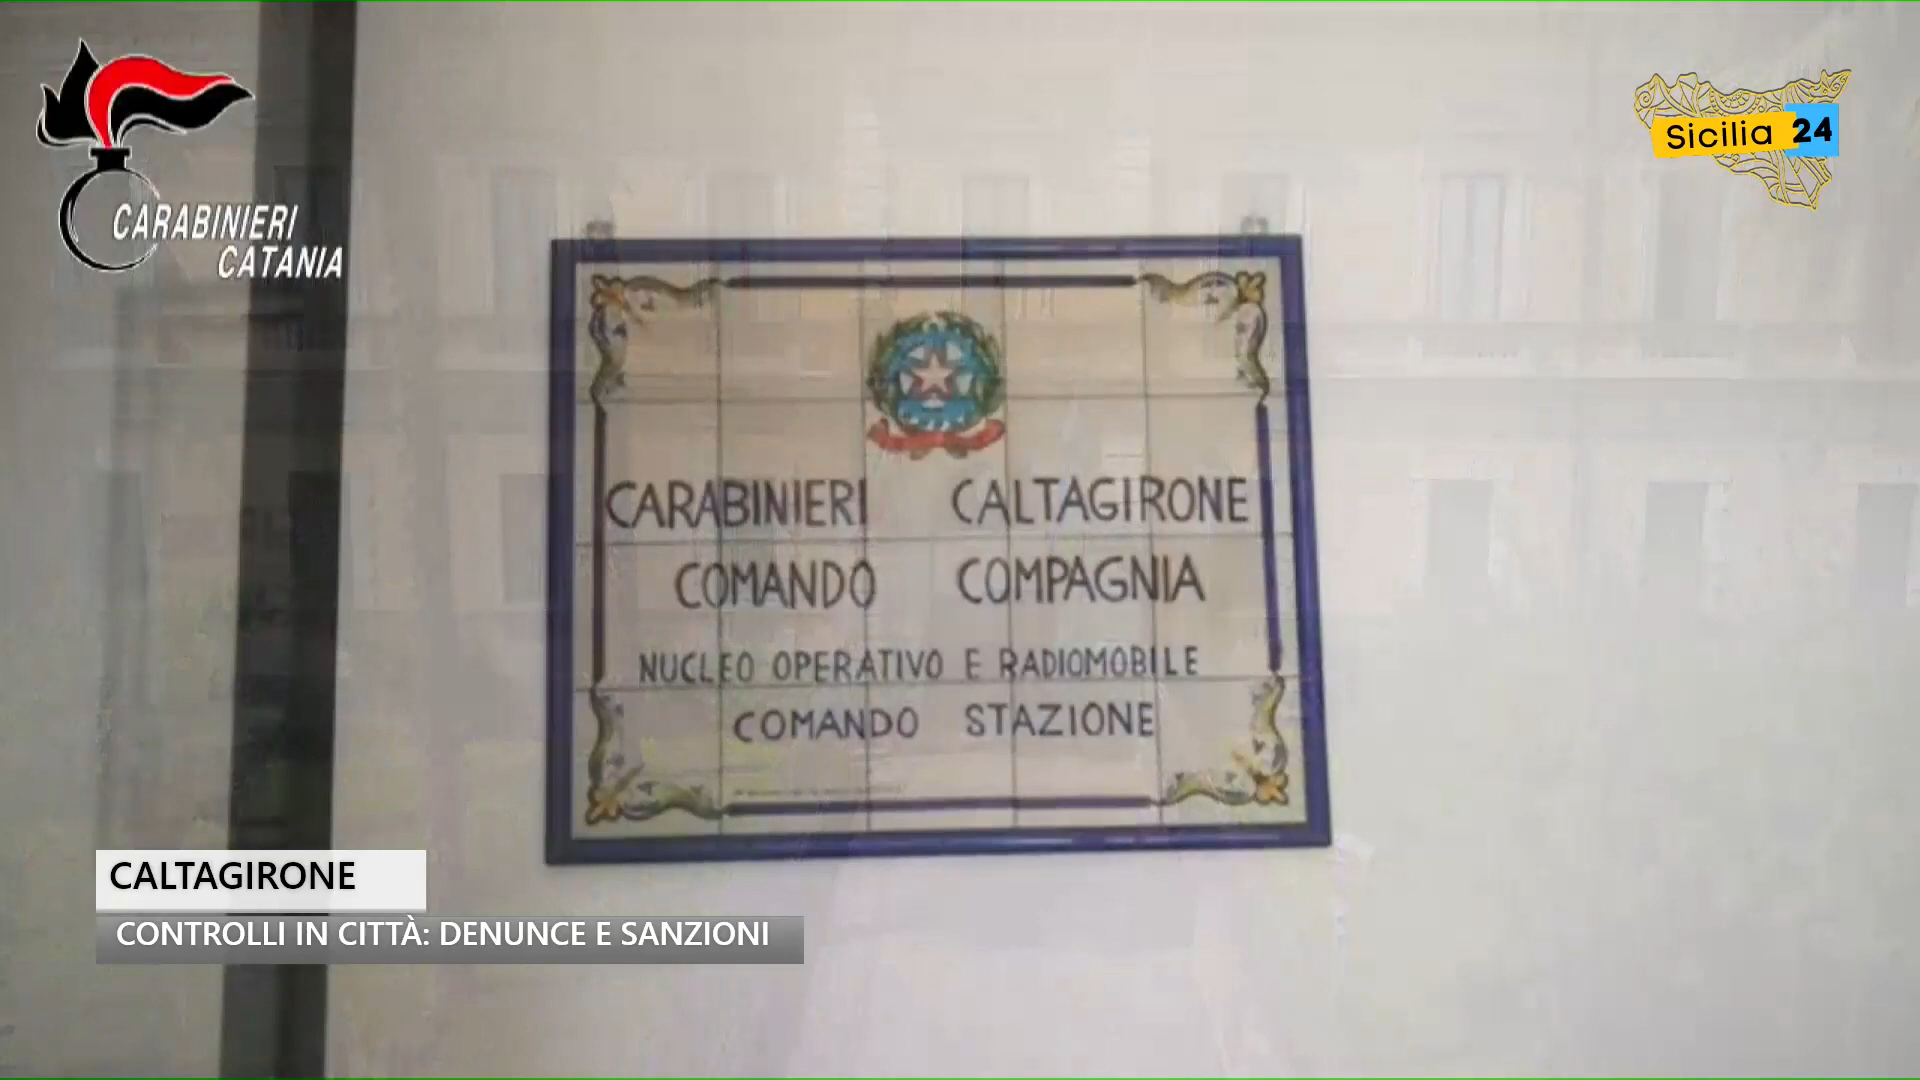 CARABINIERI
CATANIA
Sicilia 24
CARABINIERI CALTAGIRONE
COMANDO COMPAGNIA
NUCLEO OPERATIVO E RADIOMOBILE
COMANDO STAZIONE
CALTAGIRONE
CONTROLLI IN CITTÀ: DENUNCE E SANZIONI